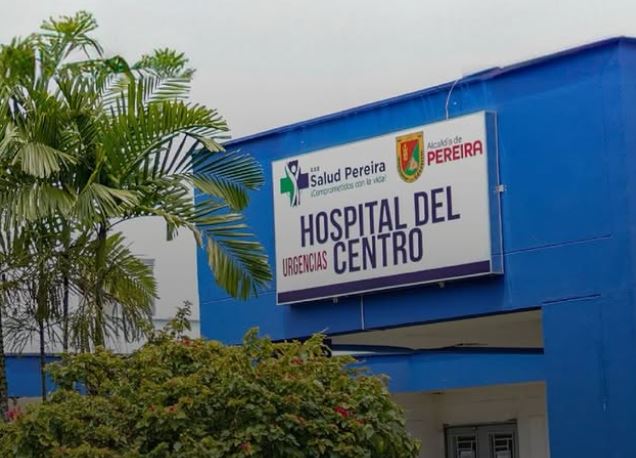 E.S.E
Salud Pereira
¡Comprometidos con la vida!
Alcaldía de
PEREIRA
HOSPITAL DEL
URGENCIAS CENTRO